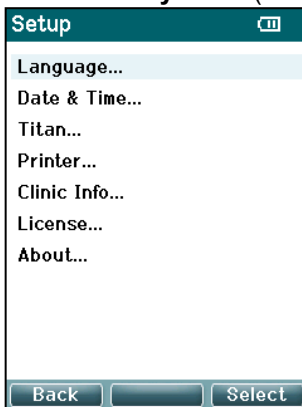 Setup
Language...
Date & Time...
Titan...
Printer...
Clinic Info...
License...
About...
Back Select